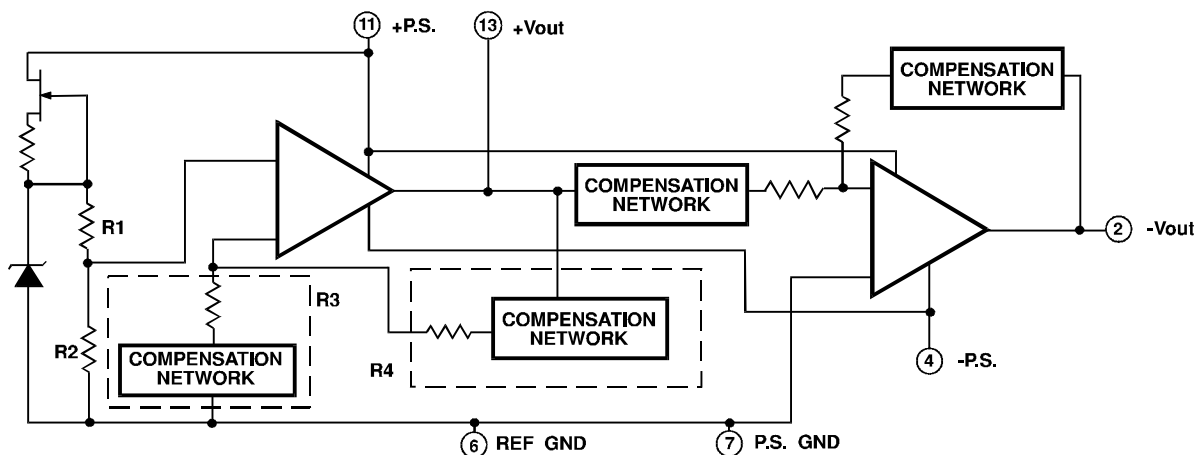 11 +P.S.
13 +Vout
COMPENSATION
NETWORK
COMPENSATION
NETWORK
R1
2 -Vout
R3
COMPENSATION
NETWORK
R2
COMPENSATION
NETWORK
R4
4 -P.S.
6 REF GND
7 P.S. GND